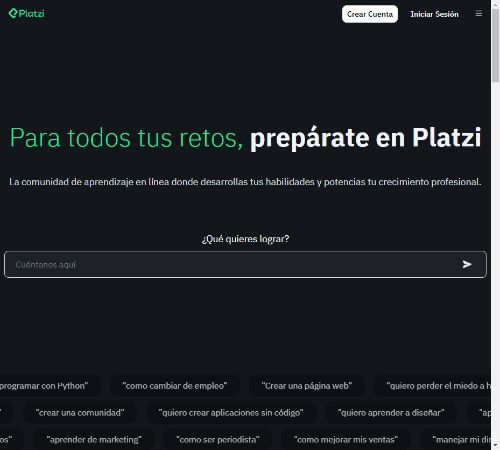 Platzi
Crear Cuenta
Iniciar Sesión
Para todos tus retos, prepárate en Platzi
La comunidad de aprendizaje en línea donde desarrollas tus habilidades y potencias tu crecimiento profesional.
¿Qué quieres lograr?
Cuéntanos aquí
programar con Python" "como cambiar de empleo" "Crear una página web" "quiero perder el miedo a h
" "crear una comunidad" "quiero crear aplicaciones sin código" "quiero aprender a diseñar" "ap
os" "aprender de marketing" "como ser periodista" "como mejorar mis ventas" "manejar mi din